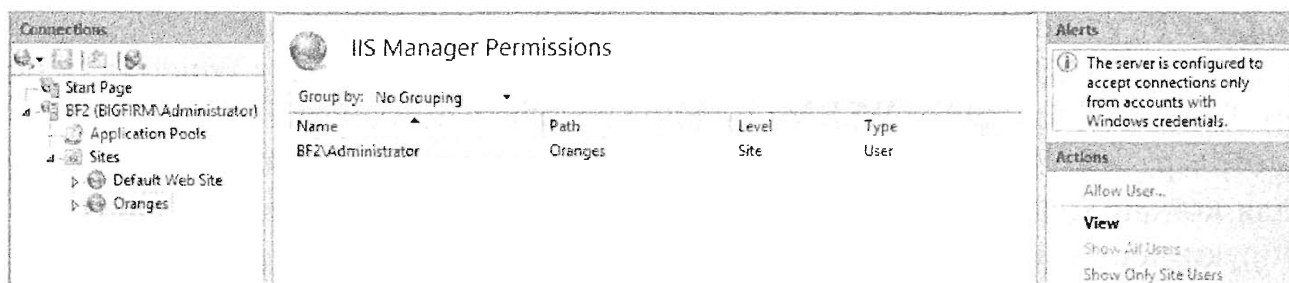 Connections
Start Page
BF2 (BIGFIRM\Administrator)
Application Pools
Sites
Default Web Site
Oranges
IIS Manager Permissions
Group by: No Grouping
Name Path Level Type
BF2\Administrator Oranges Site User
Alerts
The server is configured to
accept connections only
from accounts with
Windows credentials.
Actions
Allow User...
View
Show All Users
Show Only Site Users